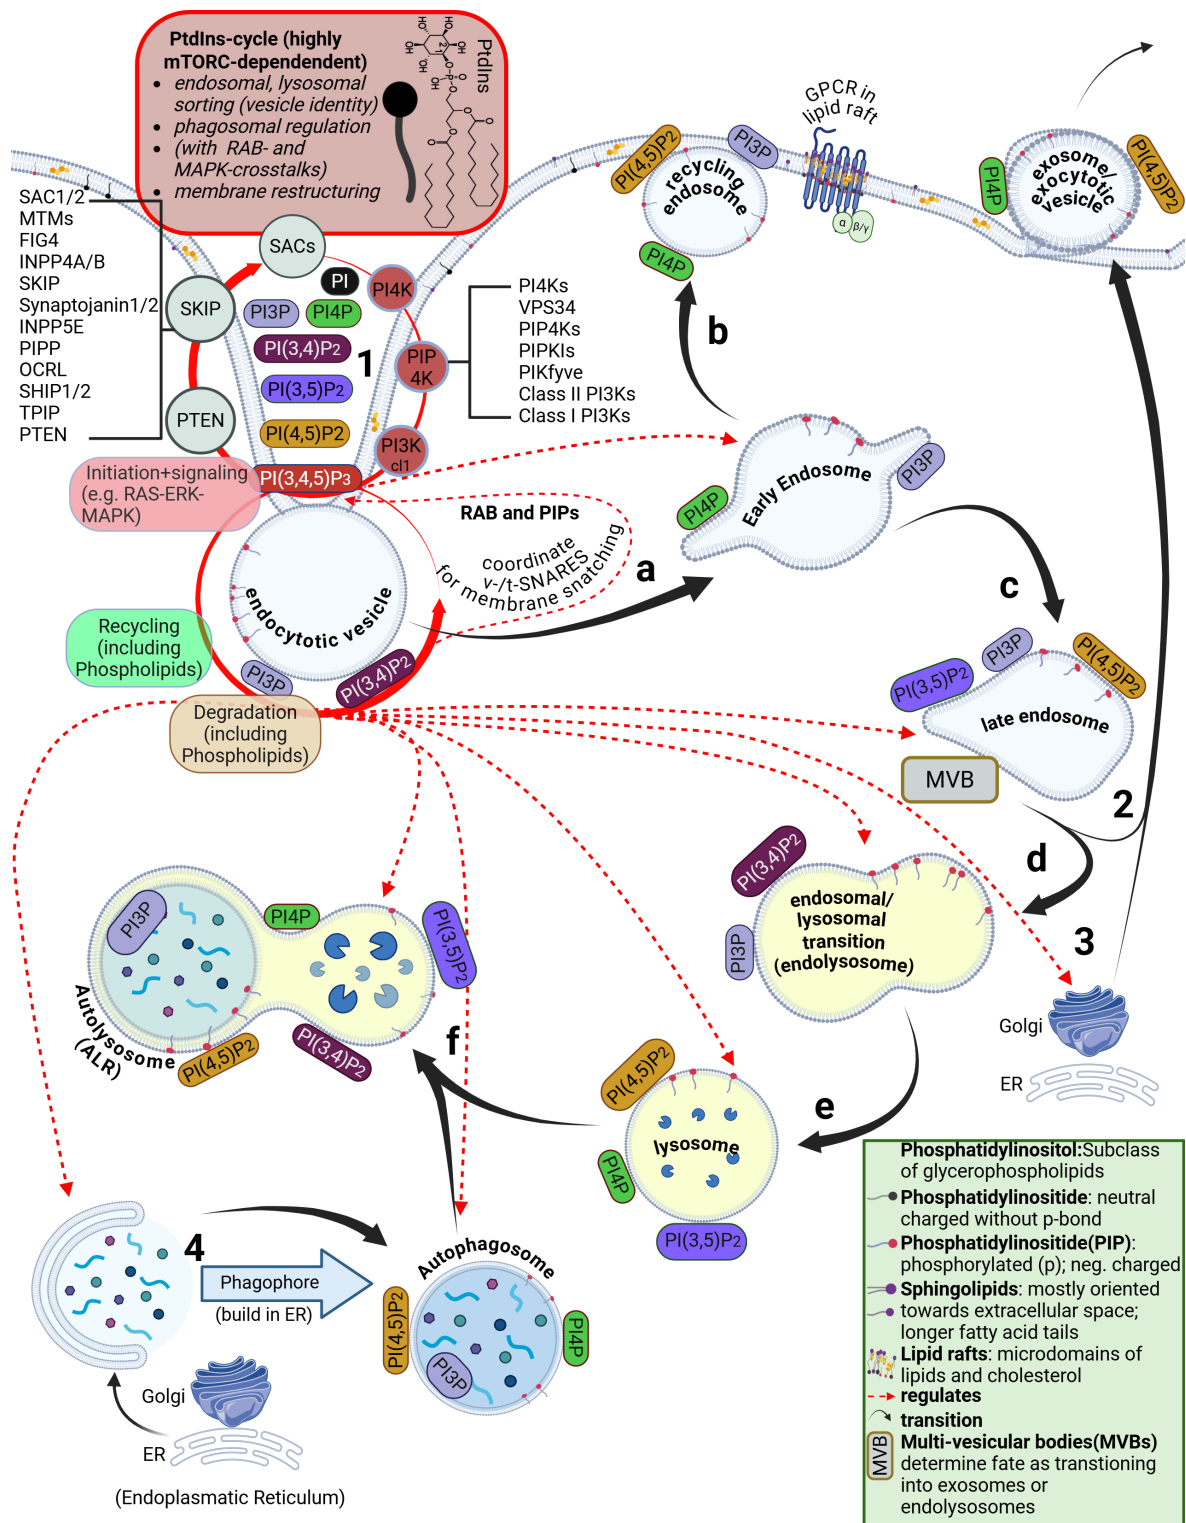 PtdIns-cycle (highly
mTORC-dependendent)
• endosomal, lysosomal
sorting (vesicle identity)
• phagosomal regulation
• (with RAB- and
MAPK-crosstalks)
• membrane restructuring
PtdIns
HO
HO
OH
OH
OH
OH
2
1
O
P
O
OH
O
O
O
O
SAC1/2
MTMs
FIG4
INPP4A/B
SKIP
Synaptojanin1/2
INPP5E
PIPP
OCRL
SHIP1/2
TPIP
PTEN
SACs
SKIP
PTEN
PI
PI3P
PI4P
PI(3,4)P2
PI(3,5)P2
PI(4,5)P2
PI(3,4,5)P3
1
PI4K
PIP
4K
PI3K
cl1
PI4Ks
VPS34
PIP4Ks
PIPKIs
PIKfyve
Class II PI3Ks
Class I PI3Ks
PI(4,5)P2
PI3P
recycling
endosome
PI4P
GPCR in
lipid raft
α
β/γ
PI4P
exosome/
exocytotic
vesicle
PI(4,5)P2
b
Initiation+signaling
(e.g. RAS-ERK-
MAPK)
RAB and PIPs
coordinate
v-/t-SNARES
for membrane snatching
a
PI4P
Early Endosome
PI3P
c
endocytotic vesicle
PI3P
PI(3,4)P2
Recycling
(including
Phospholipids)
Degradation
(including
Phospholipids)
PI(3,5)P2
PI3P
PI(4,5)P2
late endosome
MVB
2
d
PI(3,4)P2
PI3P
endosomal/
lysosomal
transition
(endolysosome)
3
Golgi
ER
PI3P
PI4P
PI(3,5)P2
Autolysosome
(ALR)
PI(4,5)P2
PI(3,4)P2
f
PI(4,5)P2
lysosome
PI4P
PI(3,5)P2
e
4
Phagophore
(build in ER)
Autophagosome
PI(4,5)P2
PI4P
PI3P
Golgi
ER
(Endoplasmatic Reticulum)
Phosphatidylinositol:Subclass
of glycerophospholipids
Phosphatidylinositide: neutral
charged without p-bond
Phosphatidylinositide(PIP):
phosphorylated (p); neg. charged
Sphingolipids: mostly oriented
towards extracellular space;
longer fatty acid tails
Lipid rafts: microdomains of
lipids and cholesterol
regulates
transition
MVB
Multi-vesicular bodies(MVBs)
determine fate as transtioning
into exosomes or
endolysosomes